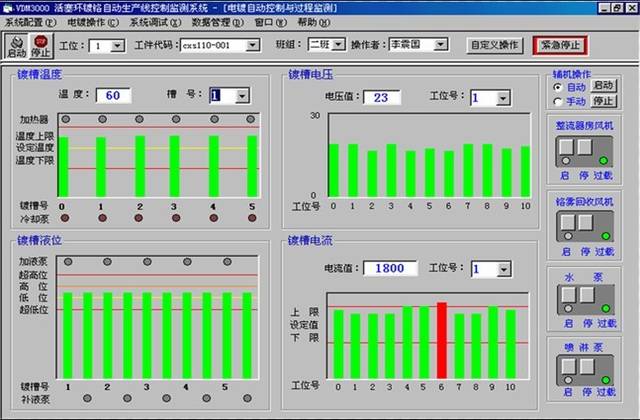 VDM3000 活塞环镀铬自动生产线控制监测系统 - [电镀自动控制与过程监测]
系统配置(P) 电镀操作(C) 系统调试(X) 数据管理(D) 窗口(W) 帮助(H)
启动 停止 工位: 1 工件代码: cxs110-001 班组: 二班 操作者: 李震国 自定义操作 紧急停止
镀槽温度
温 度: 60 槽 号: 1
加热器
温度上限
设定温度
温度下限
镀槽号 0 1 2 3 4 5
冷却泵
镀槽电压
电压值: 23 工位号: 1
30
0
工位号 0 1 2 3 4 5 6 7 8 9 10
辅机操作
自动 启动
手动 停止
整流器房风机
启 停 过载
铬雾回收风机
启 停 过载
水 泵
启 停 过载
喷 淋 泵
启 停 过载
镀槽液位
加液泵
超高位
高 位
低 位
超低位
镀槽号 1 2 3 4 5
补液泵
镀槽电流
电流值: 1800 工位号: 1
上 限
设定值
下 限
工位号 0 1 2 3 4 5 6 7 8 9 10